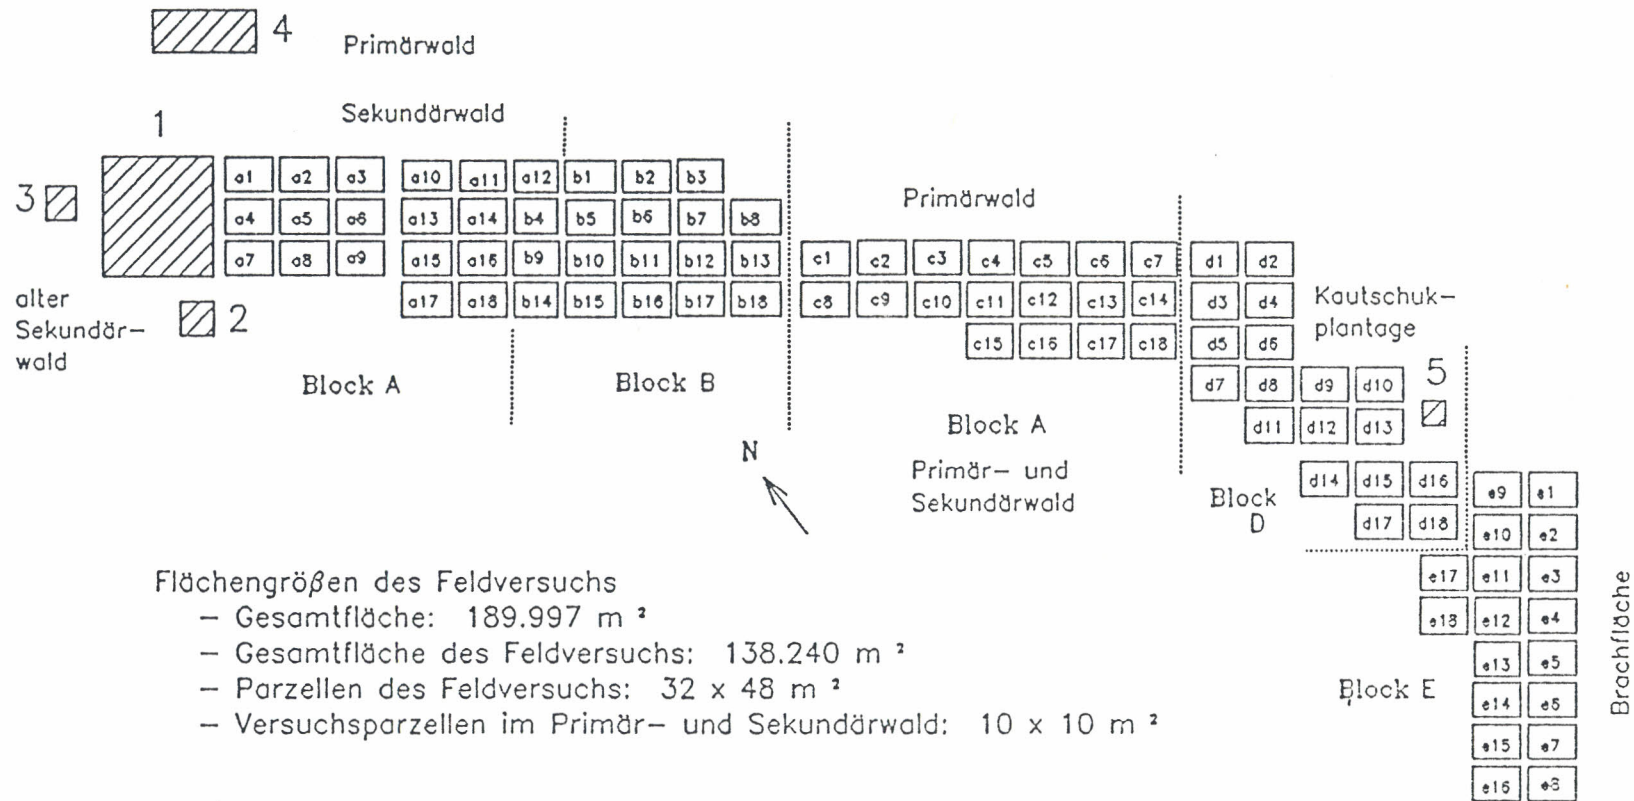 4 Primärwald
Sekundärwald
1
3
a1 a2 a3 a10 a11 a12 b1 b2 b3
Primärwald
a4 a5 a6 a13 a14 b4 b5 b6 b7 b8
a7 a8 a9 a15 a16 b9 b10 b11 b12 b13 c1 c2 c3 c4 c5 c6 c7 d1 d2
a17 a18 b14 b15 b16 b17 b18 c8 c9 c10 c11 c12 c13 c14 d3 d4
c15 c16 c17 c18 d5 d6
alter
Sekundär-
wald
2
Kautschuk-
plantage
Block A
Block B
d7 d8 d9 d10
5
d11 d12 d13
Block A
Primär- und
Sekundärwald
N
Block
D
d14 d15 d16 e9 e1
d17 d18 e10 e2
e17 e11 e3
e18 e12 e4
e13 e5
e14 e6
e15 e7
e16 e8
Block E
Brachfläche
Flächengrößen des Feldversuchs
– Gesamtfläche: 189.997 m ²
– Gesamtfläche des Feldversuchs: 138.240 m ²
– Parzellen des Feldversuchs: 32 x 48 m ²
– Versuchsparzellen im Primär- und Sekundärwald: 10 x 10 m ²